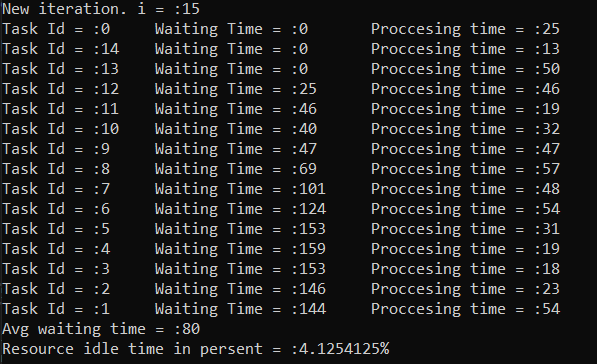 New iteration. i = :15
Task Id = :0 Waiting Time = :0 Proccesing time = :25
Task Id = :14 Waiting Time = :0 Proccesing time = :13
Task Id = :13 Waiting Time = :0 Proccesing time = :50
Task Id = :12 Waiting Time = :25 Proccesing time = :46
Task Id = :11 Waiting Time = :46 Proccesing time = :19
Task Id = :10 Waiting Time = :40 Proccesing time = :32
Task Id = :9 Waiting Time = :47 Proccesing time = :47
Task Id = :8 Waiting Time = :69 Proccesing time = :57
Task Id = :7 Waiting Time = :101 Proccesing time = :48
Task Id = :6 Waiting Time = :124 Proccesing time = :54
Task Id = :5 Waiting Time = :153 Proccesing time = :31
Task Id = :4 Waiting Time = :159 Proccesing time = :19
Task Id = :3 Waiting Time = :153 Proccesing time = :18
Task Id = :2 Waiting Time = :146 Proccesing time = :23
Task Id = :1 Waiting Time = :144 Proccesing time = :54
Avg waiting time = :80
Resource idle time in persent = :4.1254125%